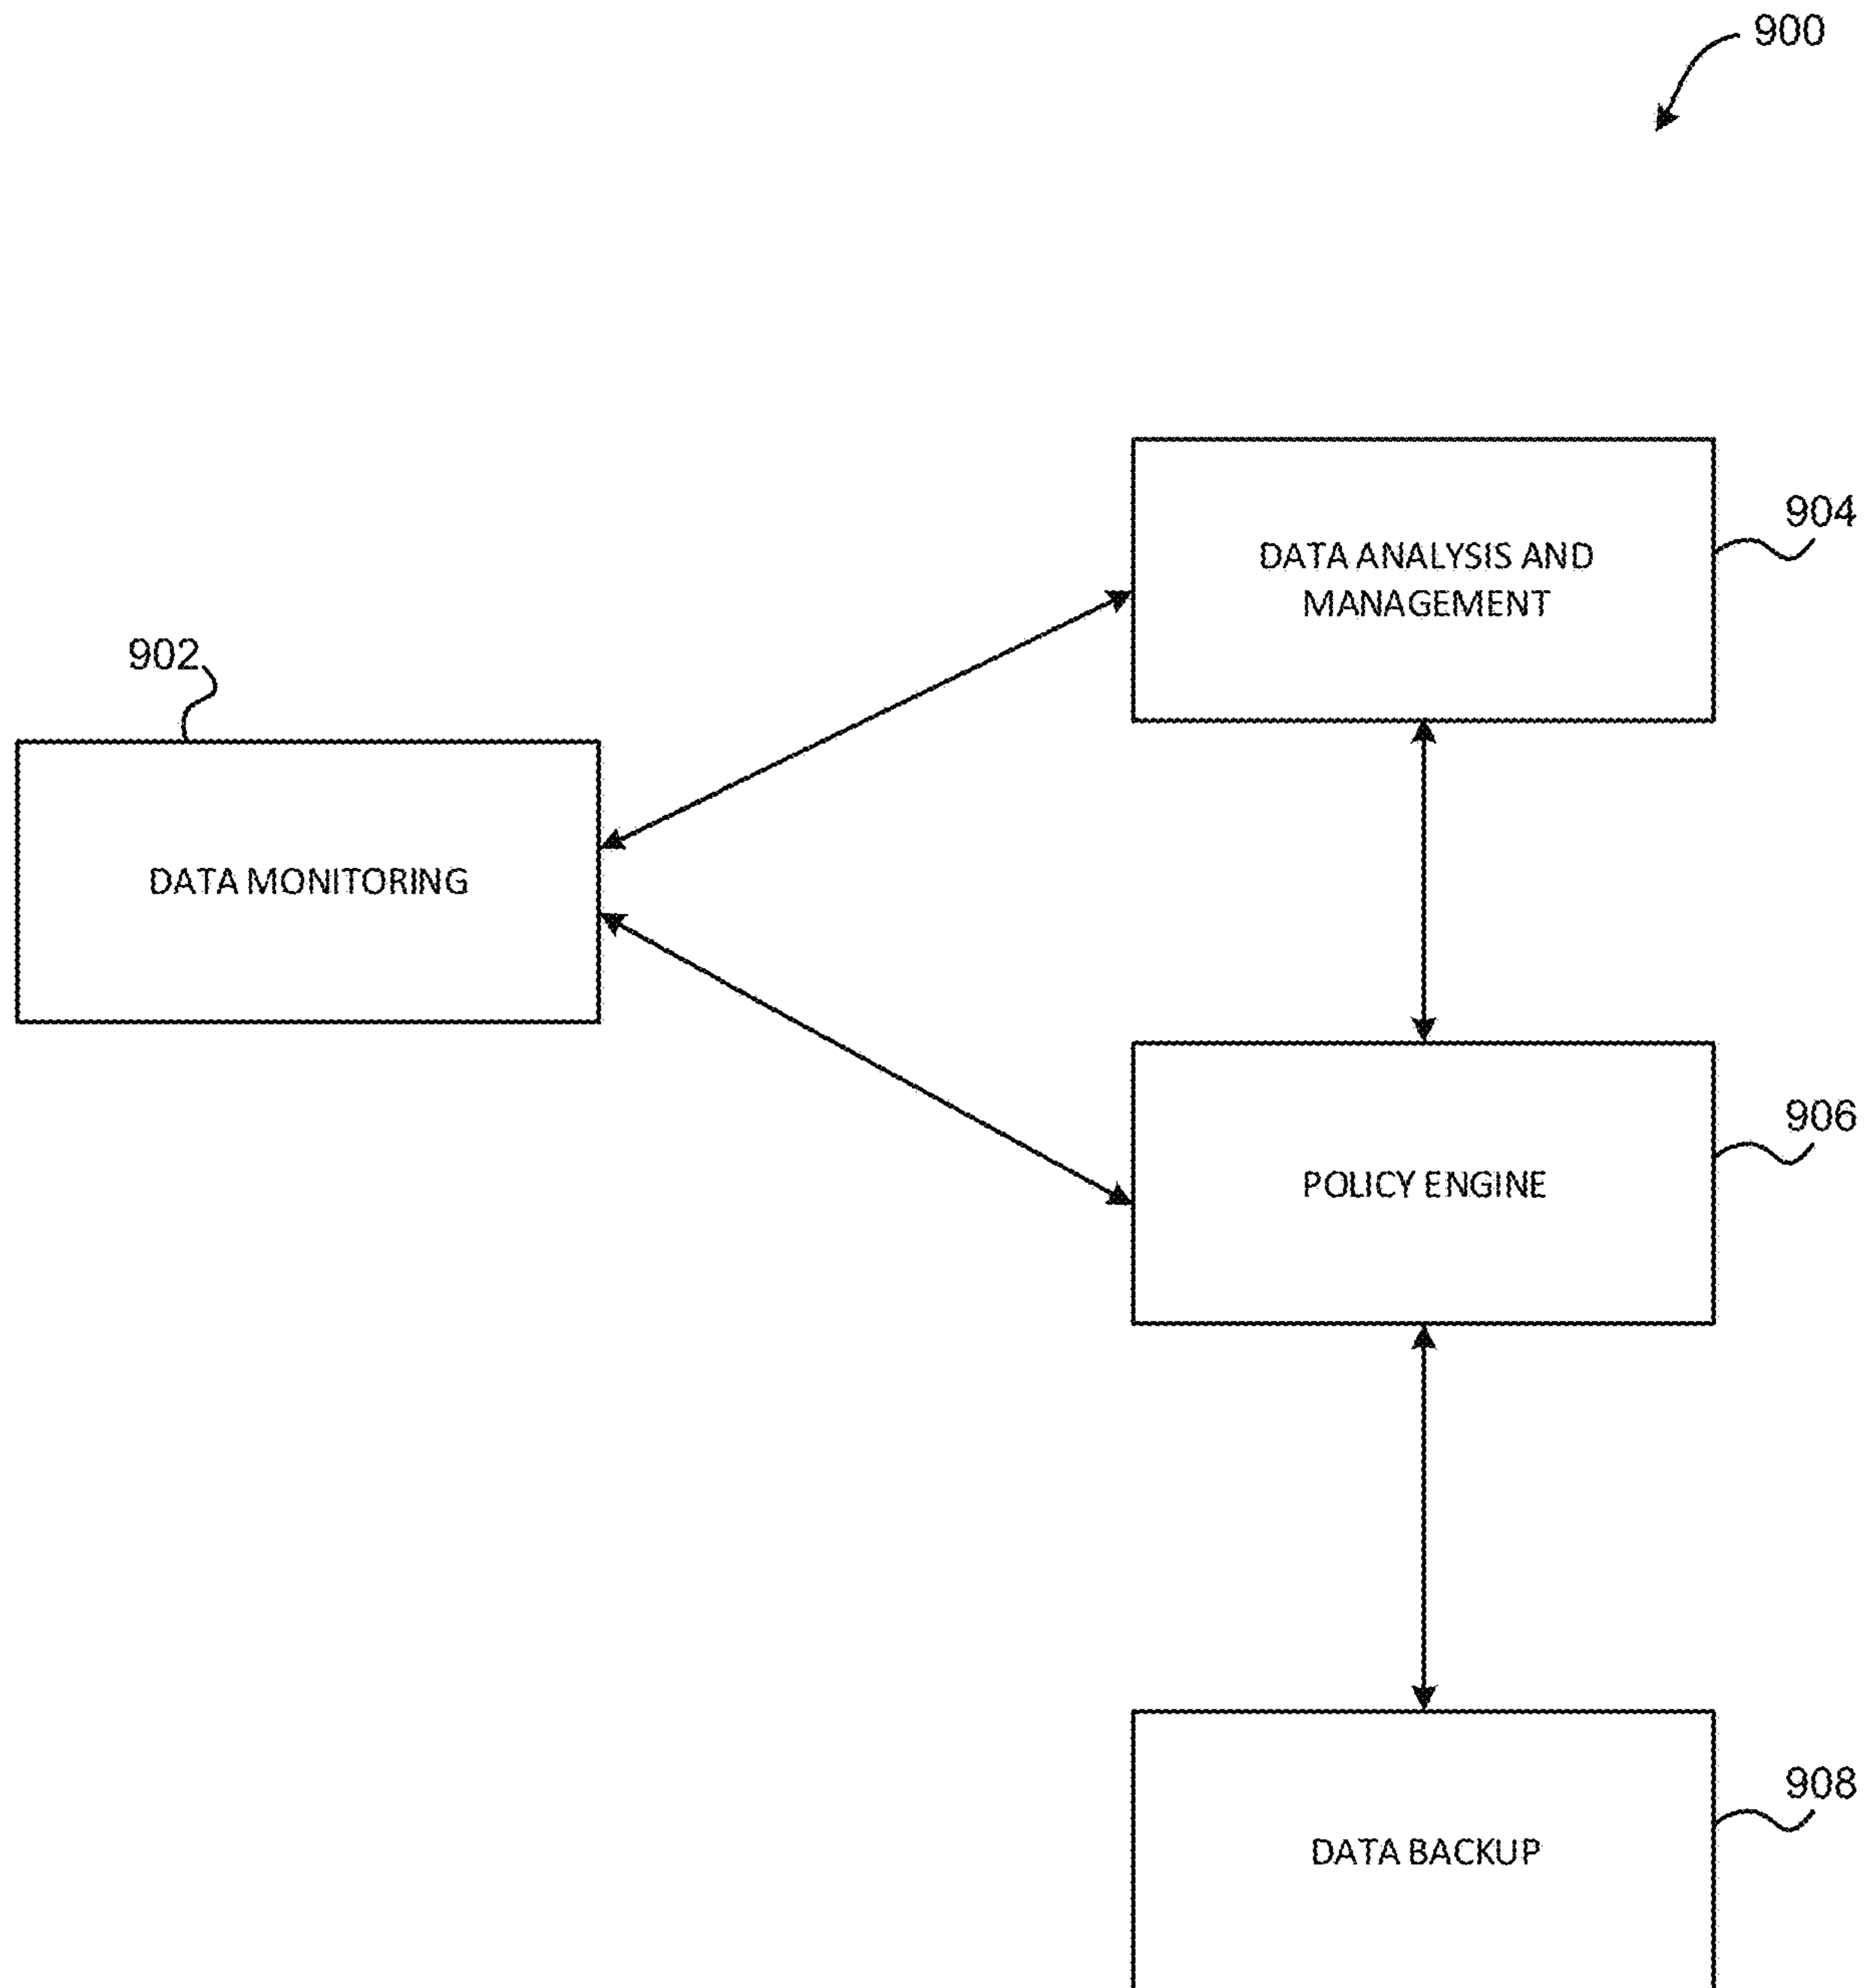 900
904
DATA ANALYSIS AND
MANAGEMENT
902
DATA MONITORING
906
POLICY ENGINE
908
DATA BACKUP